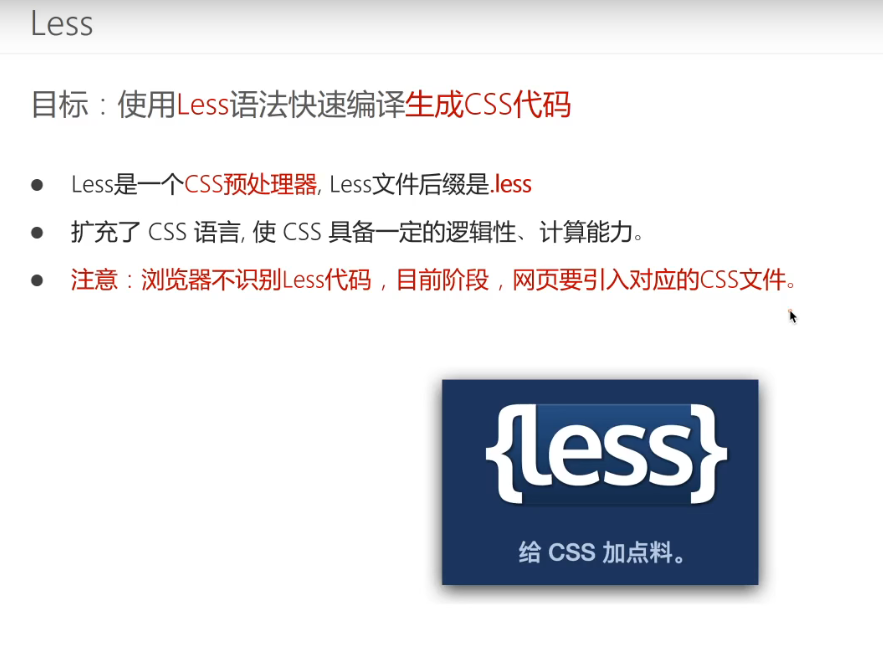 Less
目标：使用Less语法快速编译生成CSS代码
Less是一个CSS预处理器, Less文件后缀是.less
扩充了 CSS 语言, 使 CSS 具备一定的逻辑性、计算能力。
注意：浏览器不识别Less代码，目前阶段，网页要引入对应的CSS文件。
{less}
给 CSS 加点料。